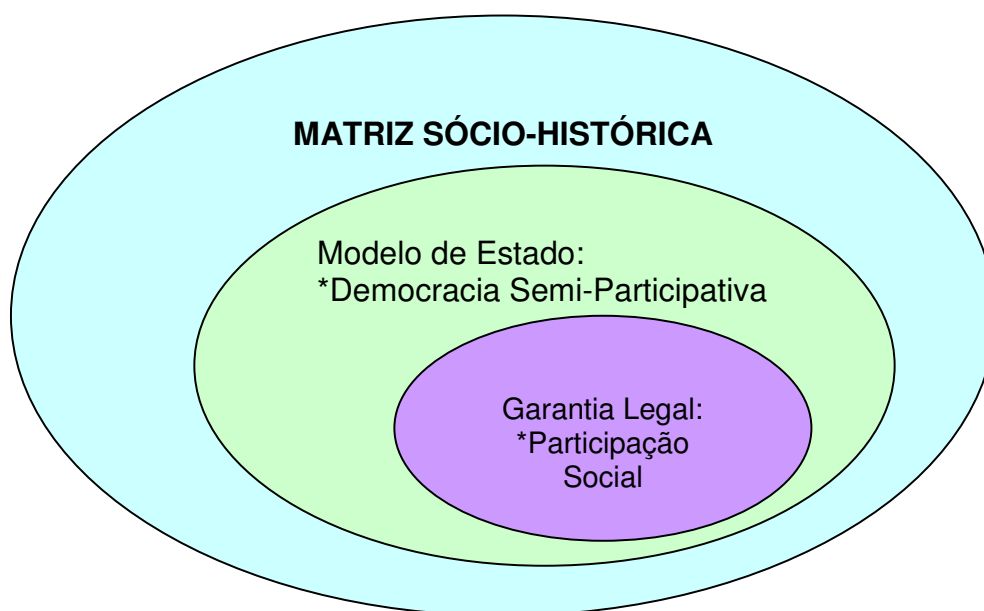 MATRIZ SÓCIO-HISTÓRICA
Modelo de Estado:
*Democracia Semi-Participativa
Garantia Legal:
*Participação
Social